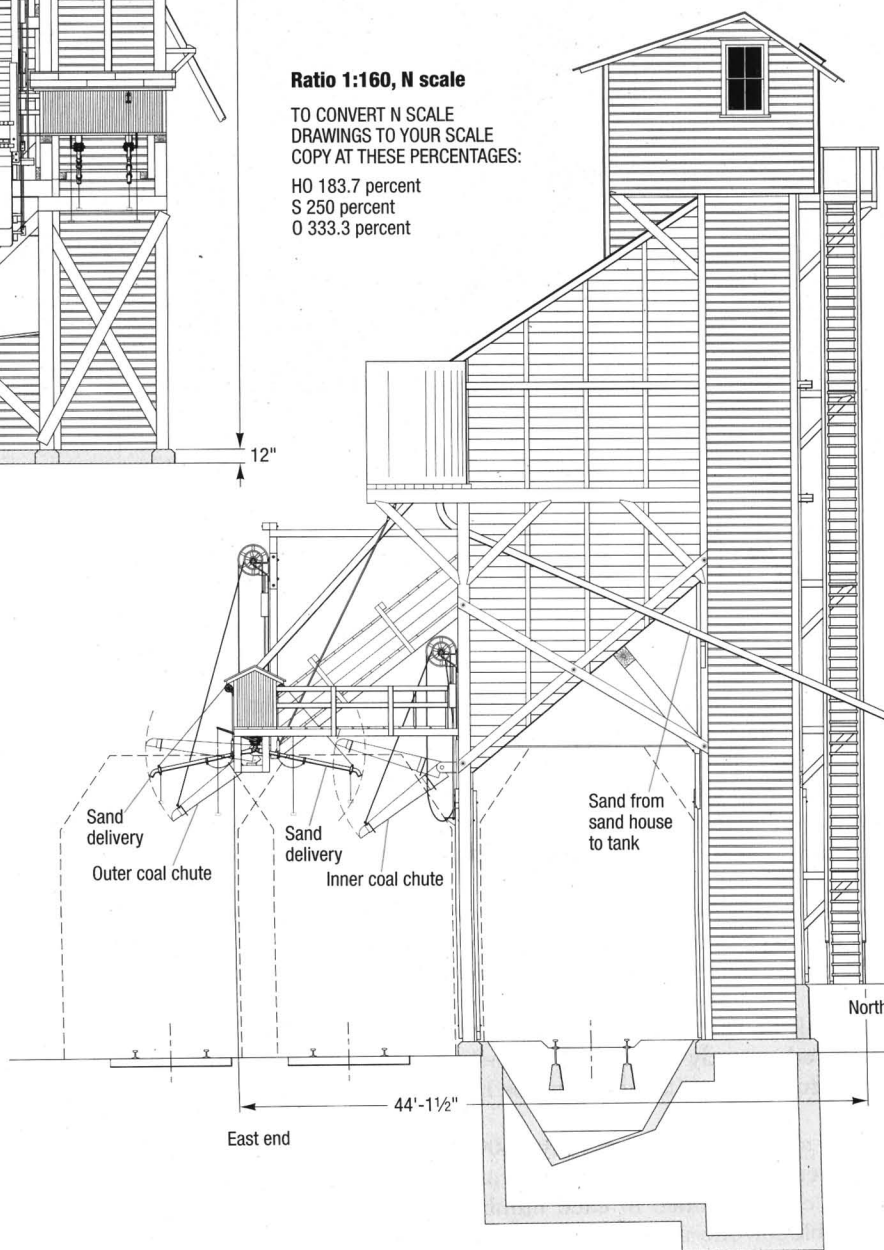 Ratio 1:160, N scale
TO CONVERT N SCALE
DRAWINGS TO YOUR SCALE
COPY AT THESE PERCENTAGES:
HO 183.7 percent
S 250 percent
O 333.3 percent
12"
Sand
delivery
Outer coal chute
Sand
delivery
Inner coal chute
Sand from
sand house
to tank
North
44'-1½"
East end